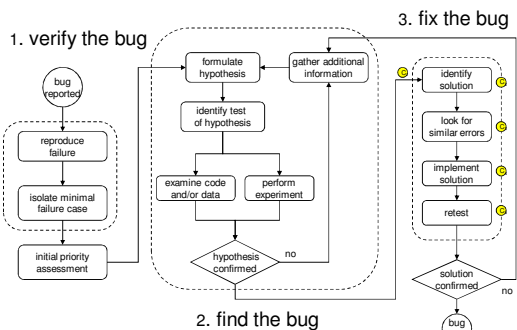 1. verify the bug
bug
reported
reproduce
failure
isolate minimal
failure case
initial priority
assessment
formulate
hypothesis
gather additional
information
identify test
of hypothesis
examine code
and/or data
perform
experiment
hypothesis
confirmed
no
2. find the bug
3. fix the bug
identify
solution
look for
similar errors
implement
solution
retest
solution
confirmed
no
bug